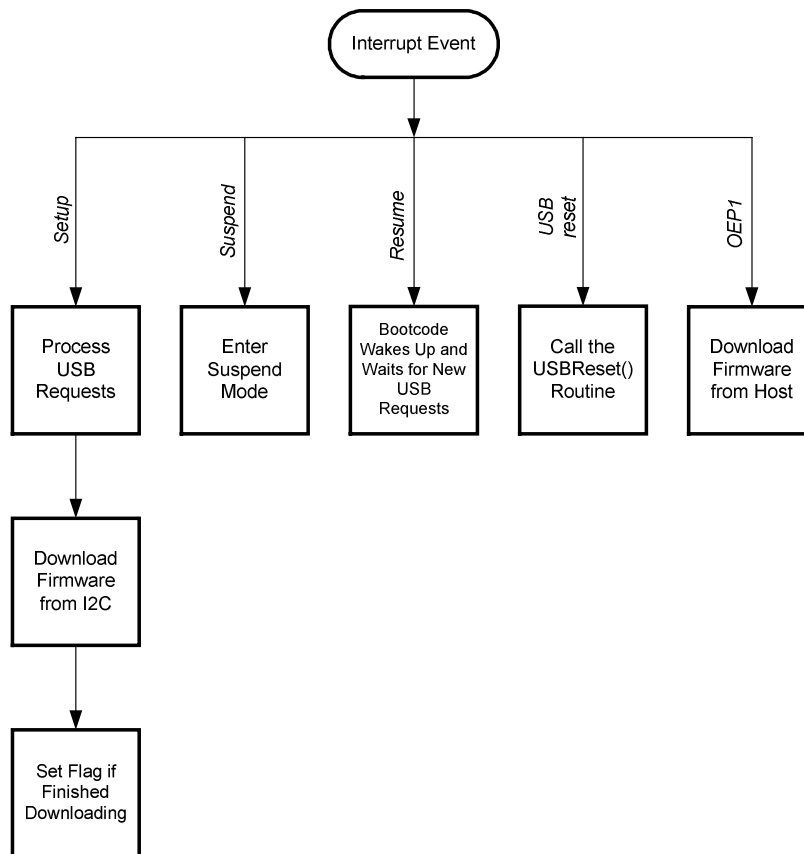 Interrupt Event
Setup
Suspend
Resume
USB
reset
OEP1
Process
USB
Requests
Enter
Suspend
Mode
Bootcode
Wakes Up and
Waits for New
USB
Requests
Call the
USBReset()
Routine
Download
Firmware
from Host
Download
Firmware
from I2C
Set Flag if
Finished
Downloading